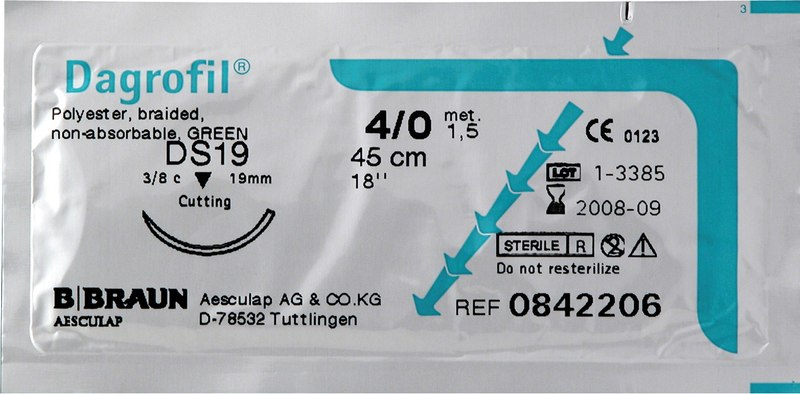 3
Dagrofil®
Polyester, braided,
non-absorbable, GREEN
DS19
3/8 c 19mm
Cutting
4/0 met. 1,5
45 cm
18''
CE 0123
LOT 1-3385
2008-09
STERILE R 2
Do not resterilize
REF 0842206
B|BRAUN
AESCULAP
Aesculap AG & CO.KG
D-78532 Tuttlingen